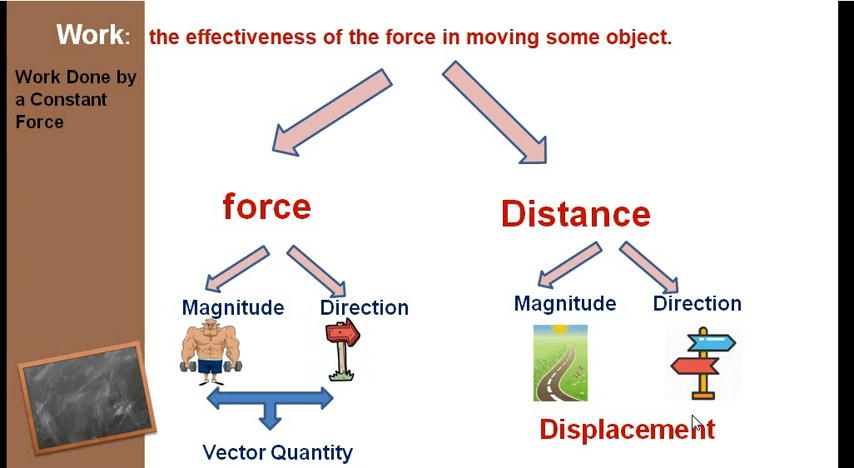 Work: the effectiveness of the force in moving some object.
Work Done by
a Constant
Force
force
Distance
Magnitude
Direction
Magnitude
Direction
Displacement
Vector Quantity